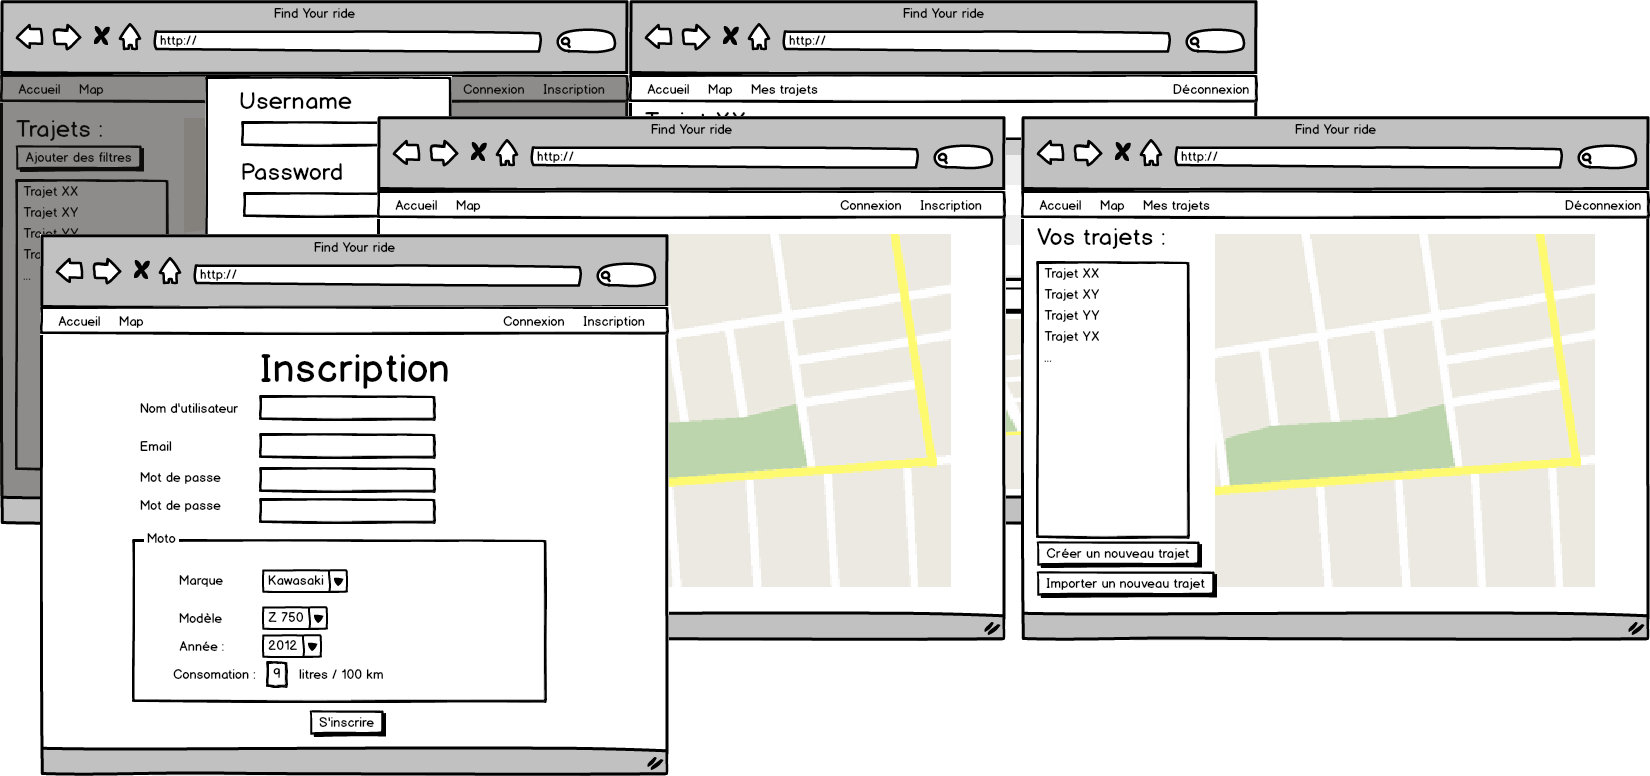 Find Your ride
http://
Accueil Map Connexion Inscription
Trajets :
Ajouter des filtres
Trajet XX
Trajet XY
Trajet YY
...
Username
Password
Find Your ride
http://
Accueil Map Mes trajets Déconnexion
Trajet XX
Find Your ride
http://
Accueil Map Connexion Inscription
Find Your ride
http://
Accueil Map Mes trajets Déconnexion
Vos trajets :
Trajet XX
Trajet XY
Trajet YY
Trajet YX
...
Créer un nouveau trajet
Importer un nouveau trajet
Find Your ride
http://
Accueil Map Connexion Inscription
Inscription
Nom d'utilisateur
Email
Mot de passe
Mot de passe
Moto
Marque Kawasaki
Modèle Z 750
Année : 2012
Consomation : 9 litres / 100 km
S'inscrire